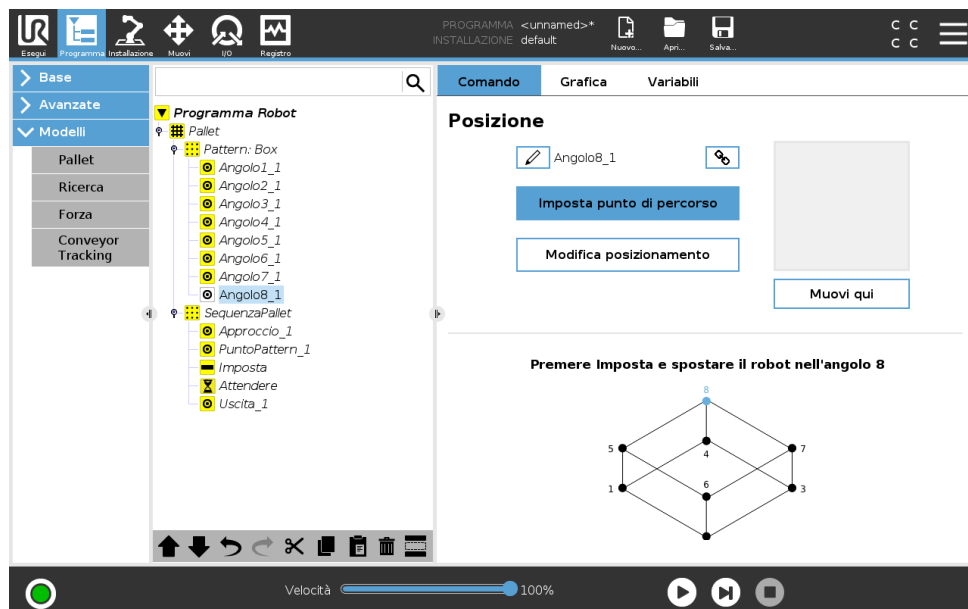 UR
PROGRAMMA <unnamed>*
INSTALLAZIONE default
C C
C C
Esegui Programma Installazione Muovi I/O Registro Nuovo... Apri... Salva...
Base
Avanzate
Modelli
Pallet
Ricerca
Forza
Conveyor
Tracking
Programma Robot
Pallet
Pattern: Box
Angolo1_1
Angolo2_1
Angolo3_1
Angolo4_1
Angolo5_1
Angolo6_1
Angolo7_1
Angolo8_1
SequenzaPallet
Approccio_1
PuntoPattern_1
Imposta
Attendere
Uscita_1
Comando Grafica Variabili
Posizione
Angolo8_1
Imposta punto di percorso
Modifica posizionamento
Muovi qui
Premere Imposta e spostare il robot nell'angolo 8
8
5 7
4
6
1 3
Velocità 100%